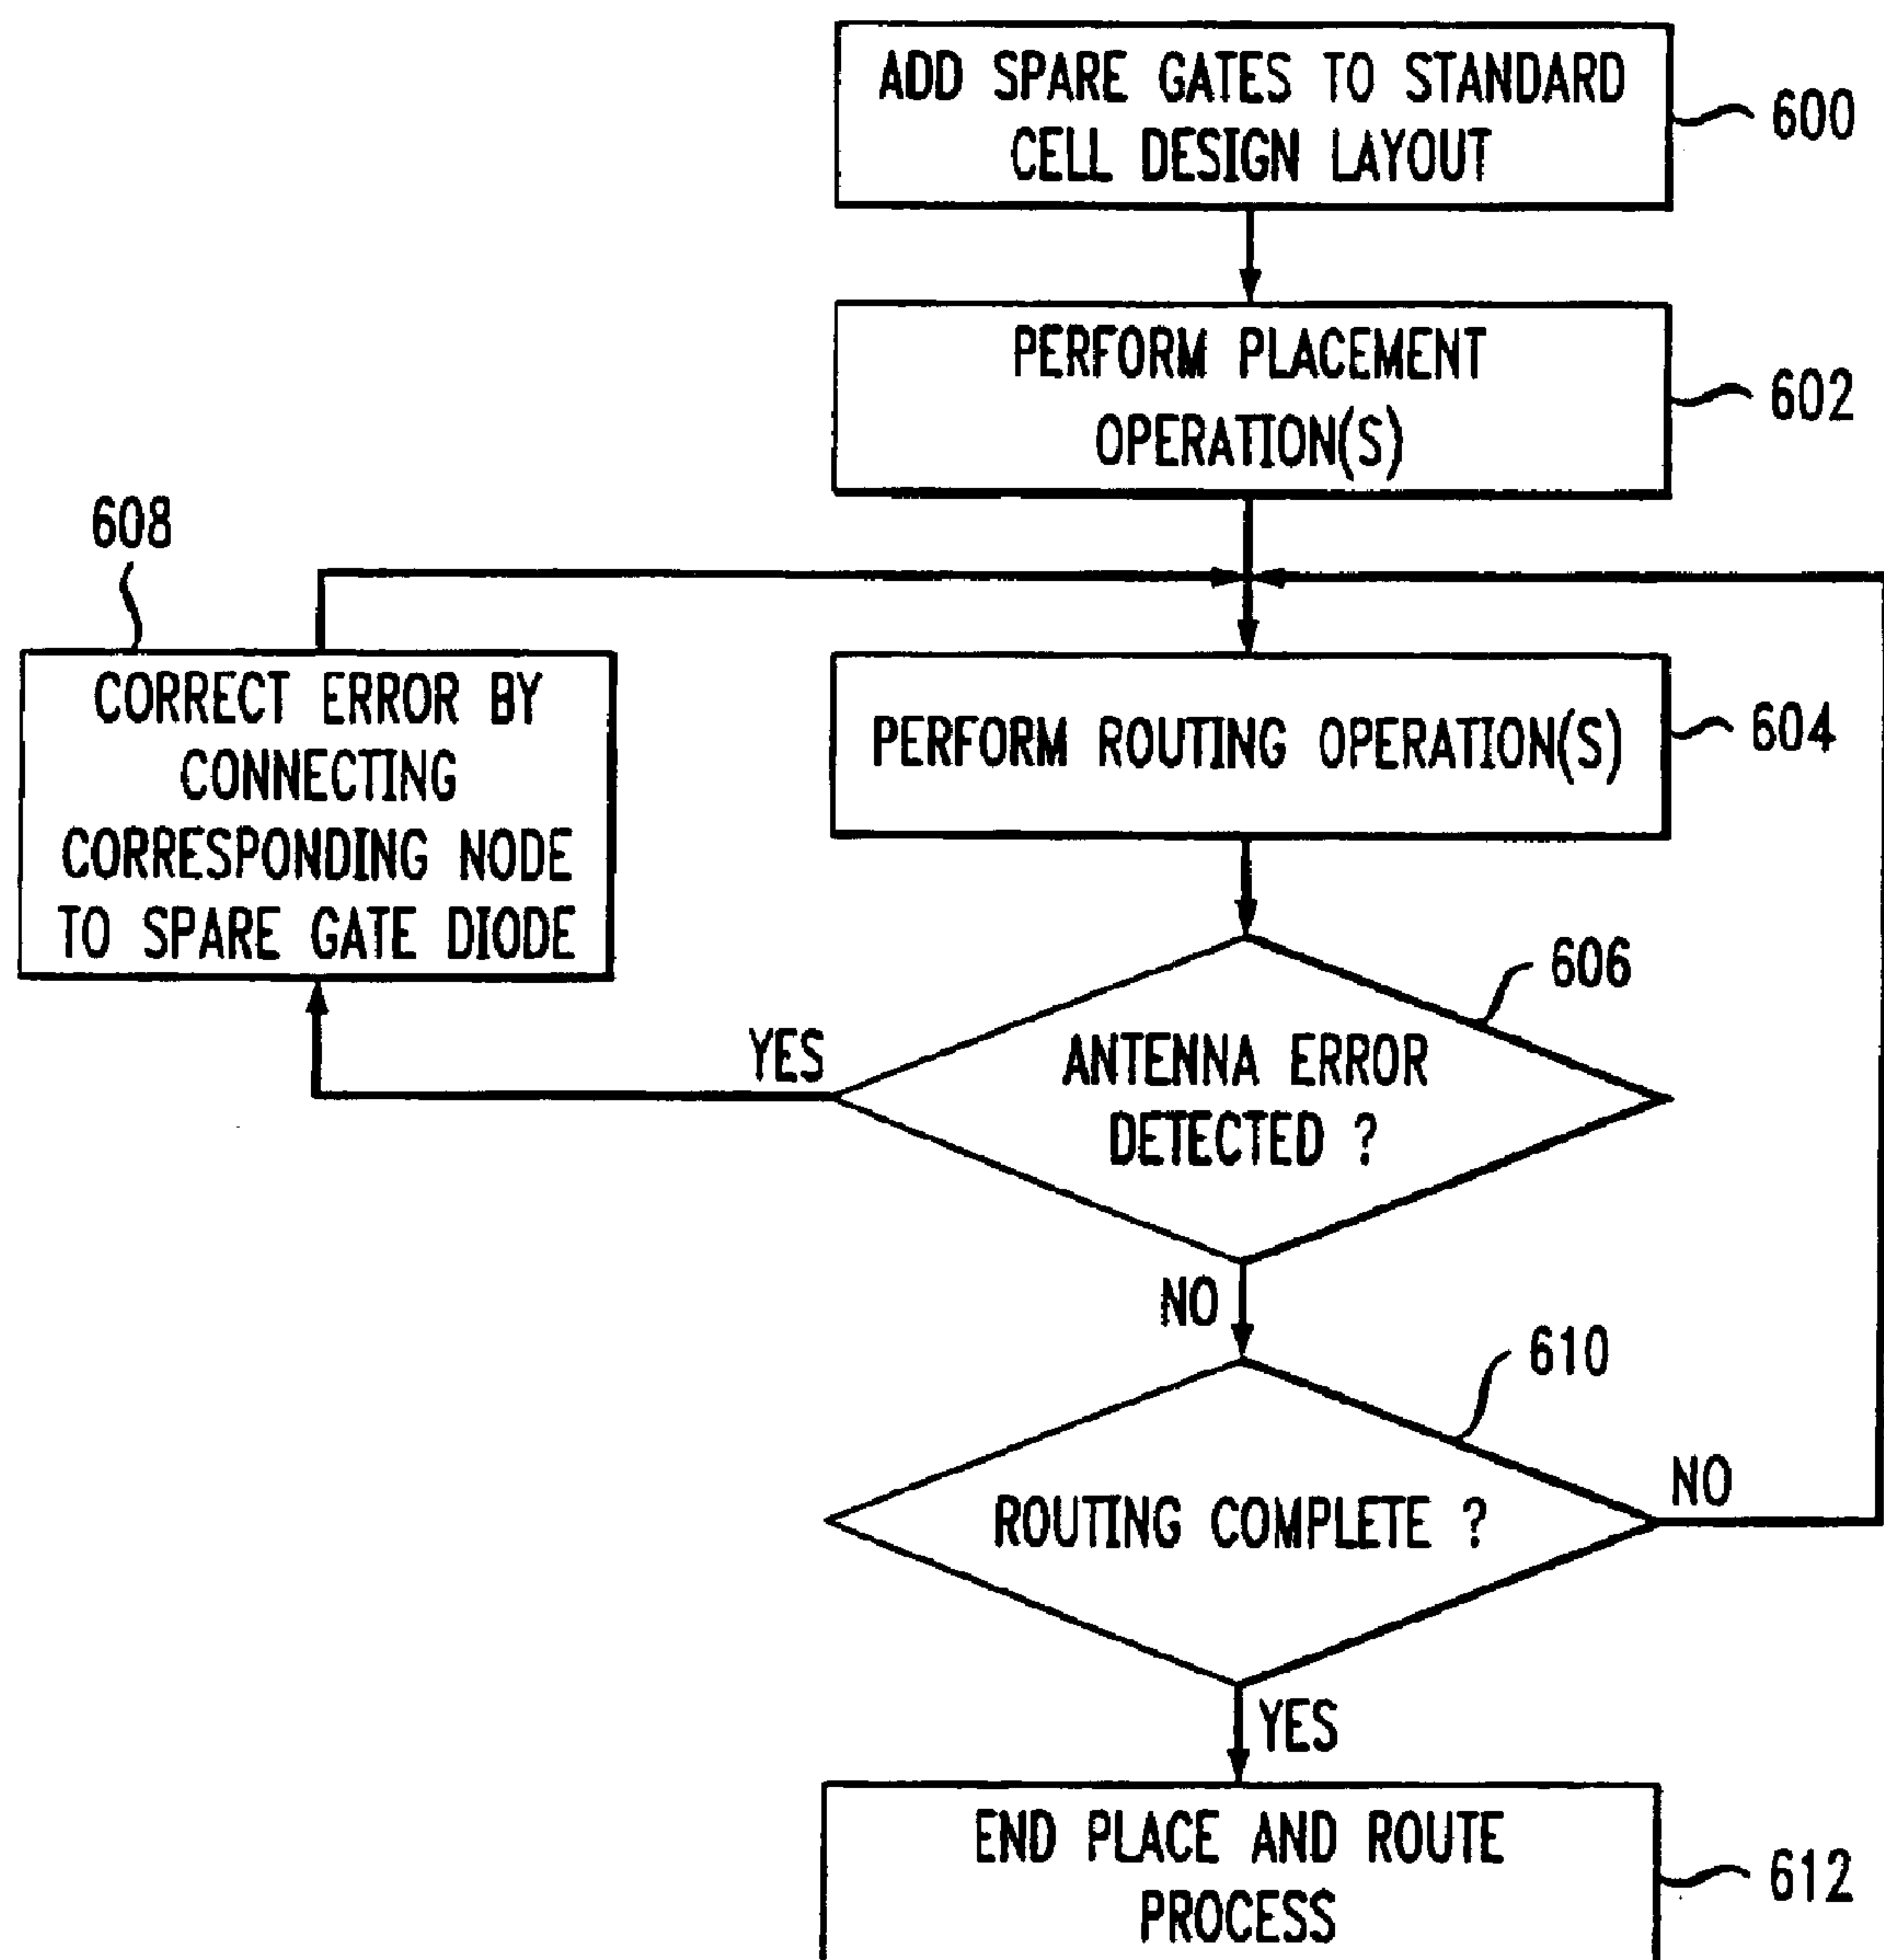 ADD SPARE GATES TO STANDARD
CELL DESIGN LAYOUT
600
PERFORM PLACEMENT
OPERATION(S)
602
608
CORRECT ERROR BY
CONNECTING
CORRESPONDING NODE
TO SPARE GATE DIODE
PERFORM ROUTING OPERATION(S)
604
606
YES
ANTENNA ERROR
DETECTED ?
NO
610
ROUTING COMPLETE ?
NO
YES
END PLACE AND ROUTE
PROCESS
612